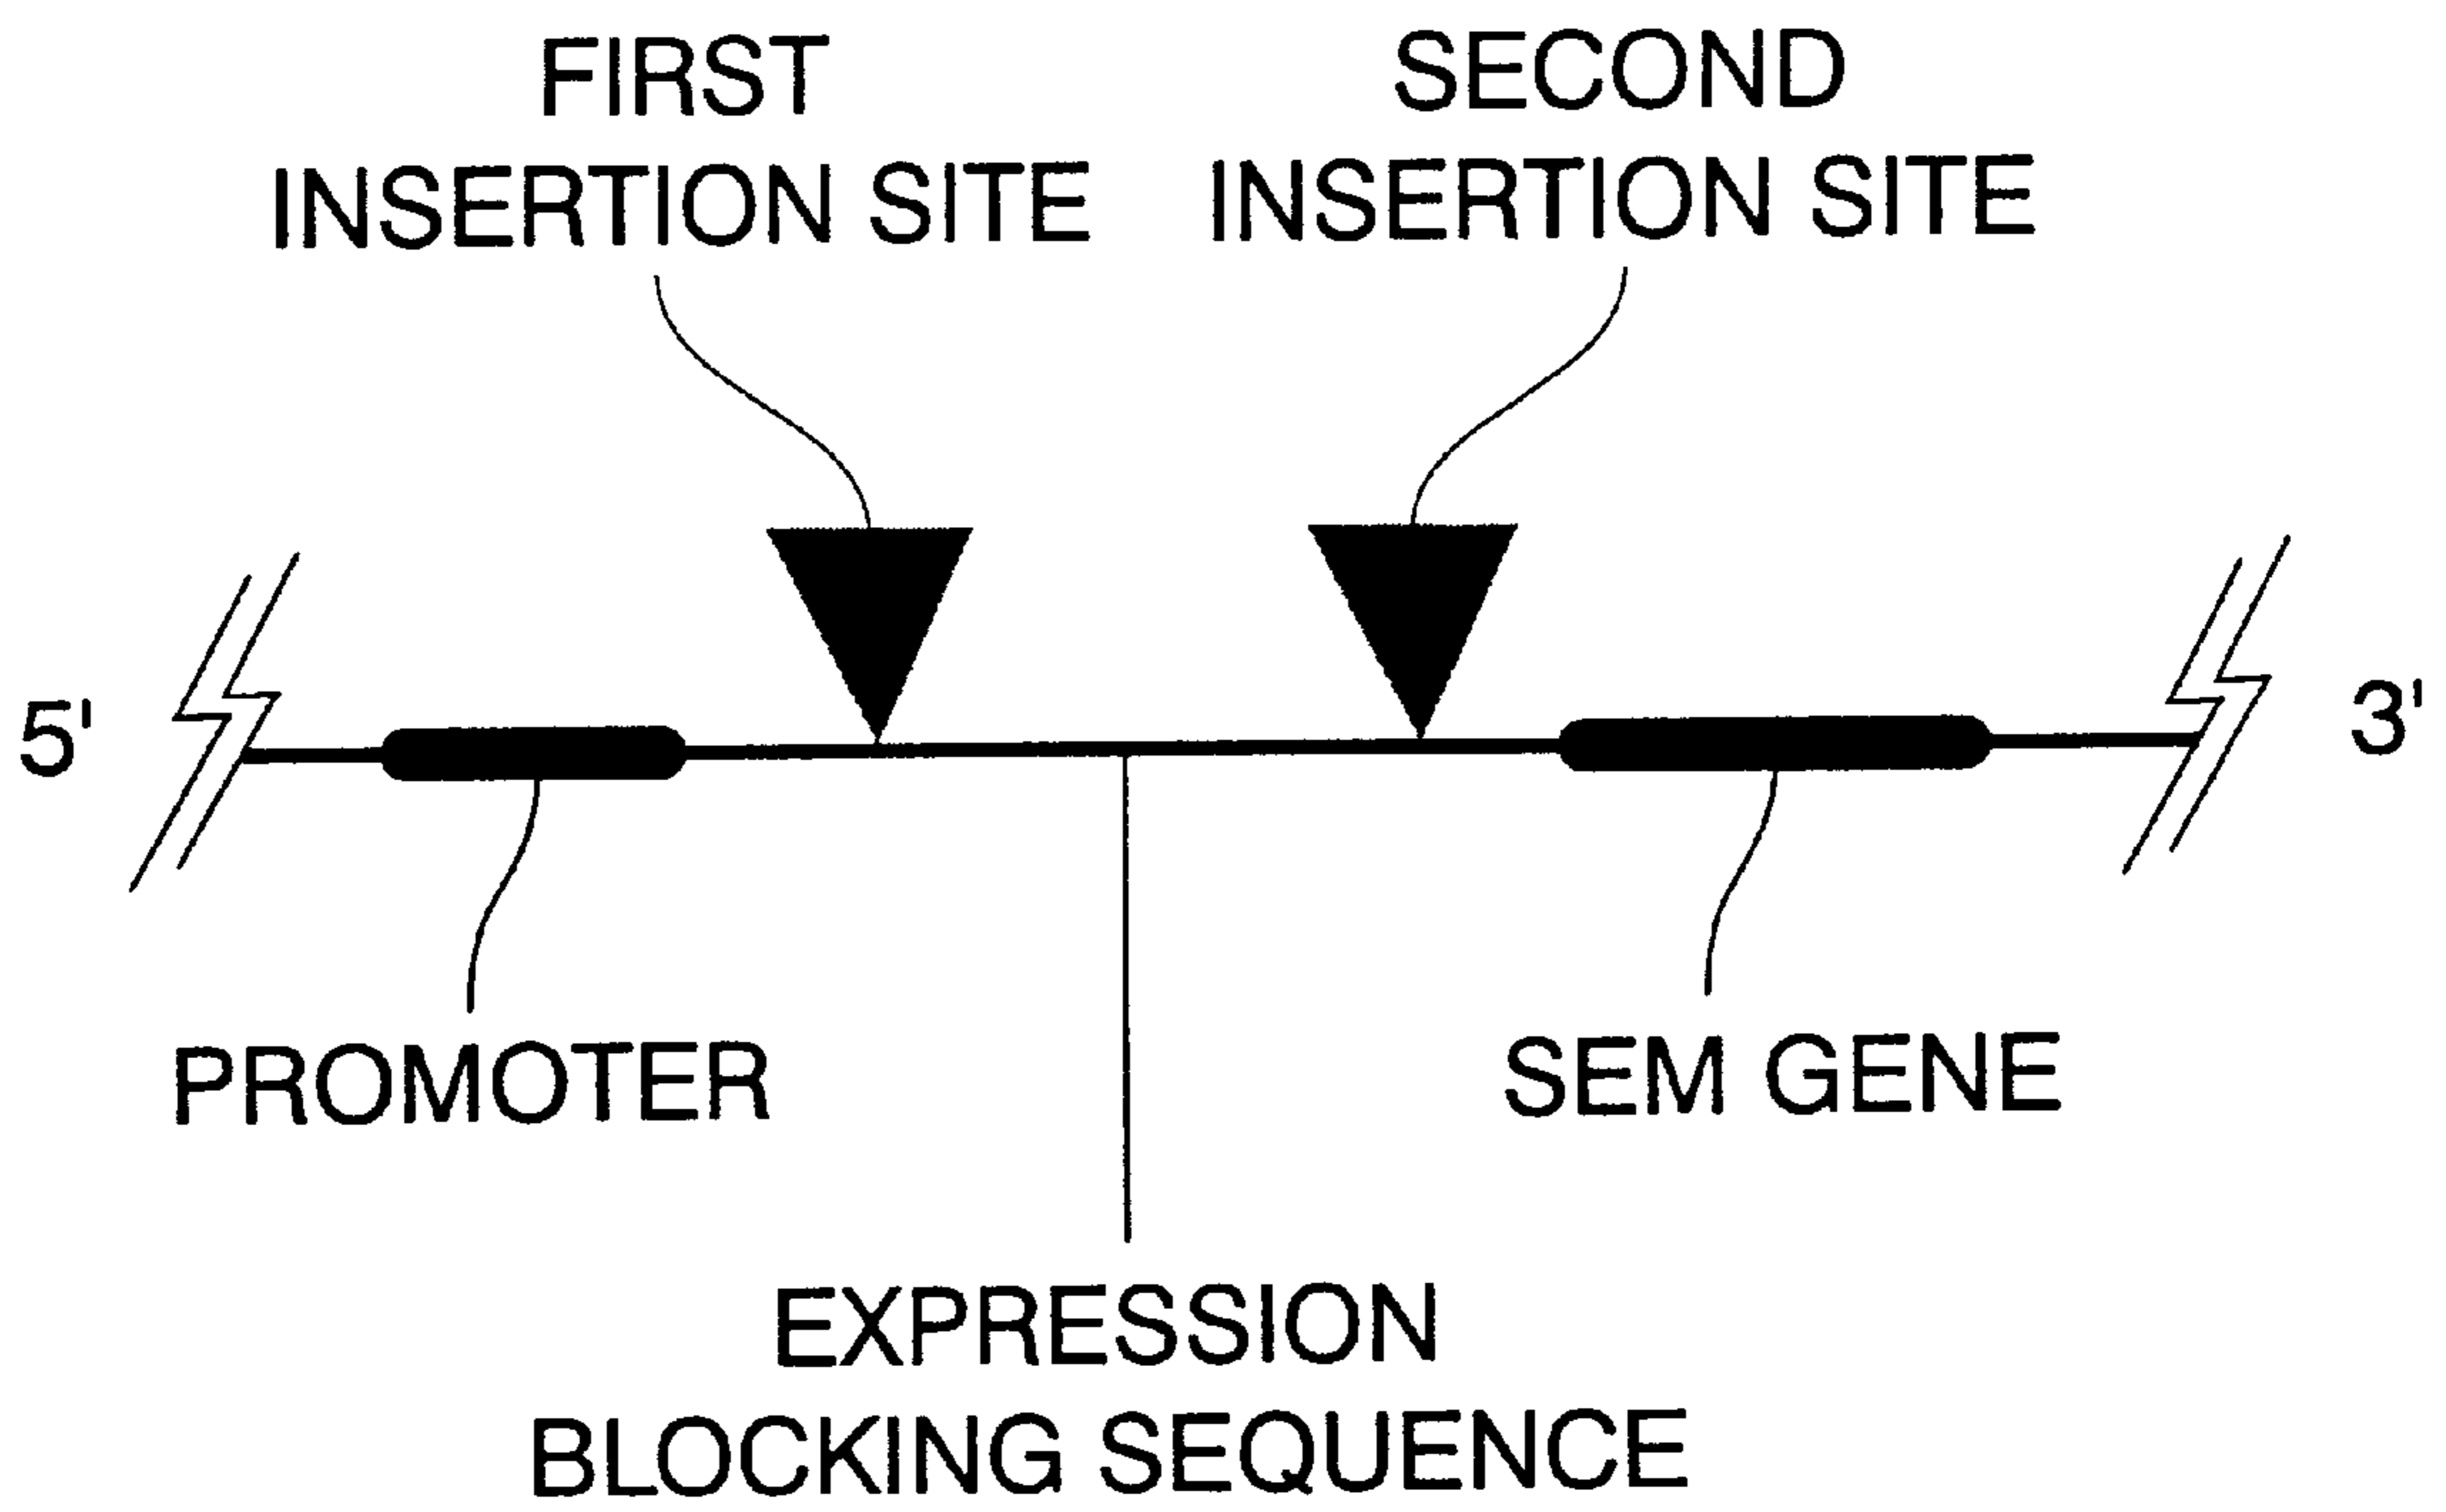 FIRST
INSERTION SITE
SECOND
INSERTION SITE
5'
3'
PROMOTER
SEM GENE
EXPRESSION
BLOCKING SEQUENCE